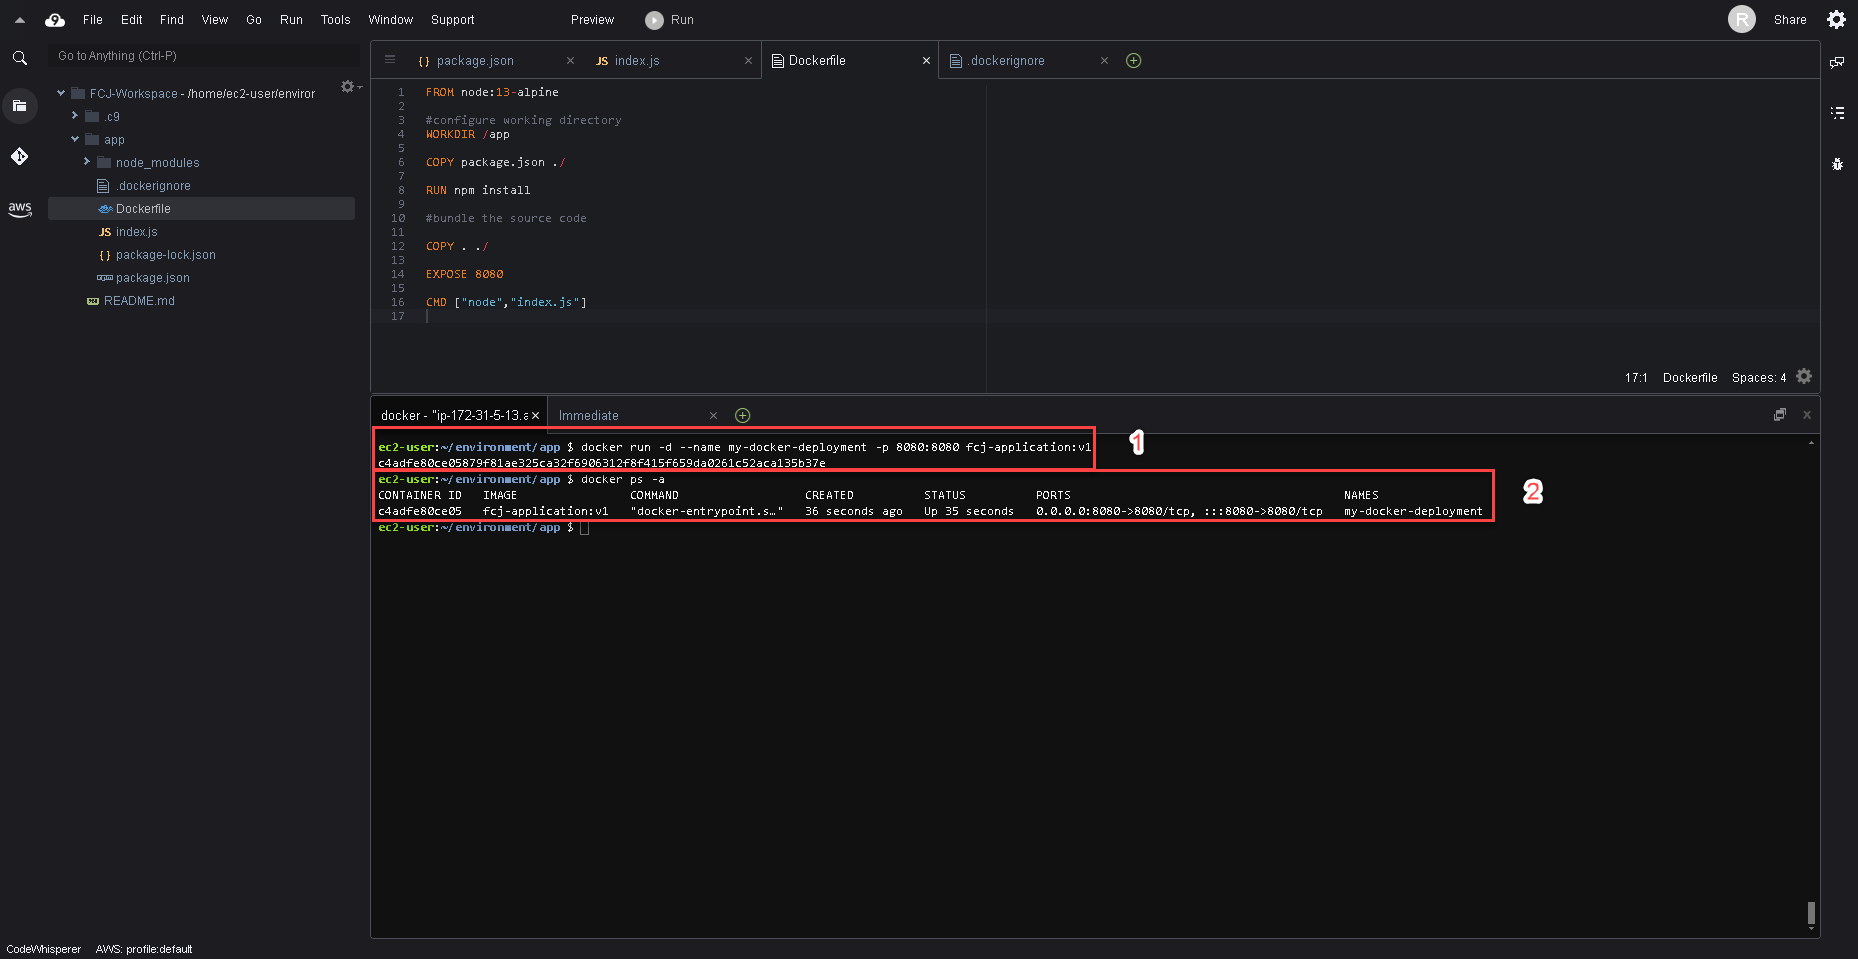 9 File Edit Find View Go Run Tools Window Support Preview Run R Share
Go to Anything (Ctrl-P)
FCJ-Workspace - /home/ec2-user/enviror
.c9
app
node_modules
.dockerignore
Dockerfile
JS index.js
{ } package-lock.json
package.json
README.md
aws
{ } package.json × JS index.js × Dockerfile × .dockerignore ×
1 FROM node:13-alpine
2
3 #configure working directory
4 WORKDIR /app
5
6 COPY package.json ./
7
8 RUN npm install
9
10 #bundle the source code
11
12 COPY . ./
13
14 EXPOSE 8080
15
16 CMD ["node","index.js"]
17
17:1 Dockerfile Spaces: 4
docker - "ip-172-31-5-13.a × Immediate ×
ec2-user:~/environment/app $ docker run -d --name my-docker-deployment -p 8080:8080 fcj-application:v1
c4adfe80ce05879f81ae325ca32f6906312f8f415f659da0261c52aca135b37e
1
ec2-user:~/environment/app $ docker ps -a
CONTAINER ID IMAGE COMMAND CREATED STATUS PORTS NAMES
c4adfe80ce05 fcj-application:v1 "docker-entrypoint.s…" 36 seconds ago Up 35 seconds 0.0.0.0:8080->8080/tcp, :::8080->8080/tcp my-docker-deployment
2
ec2-user:~/environment/app $
CodeWhisperer AWS: profile:default